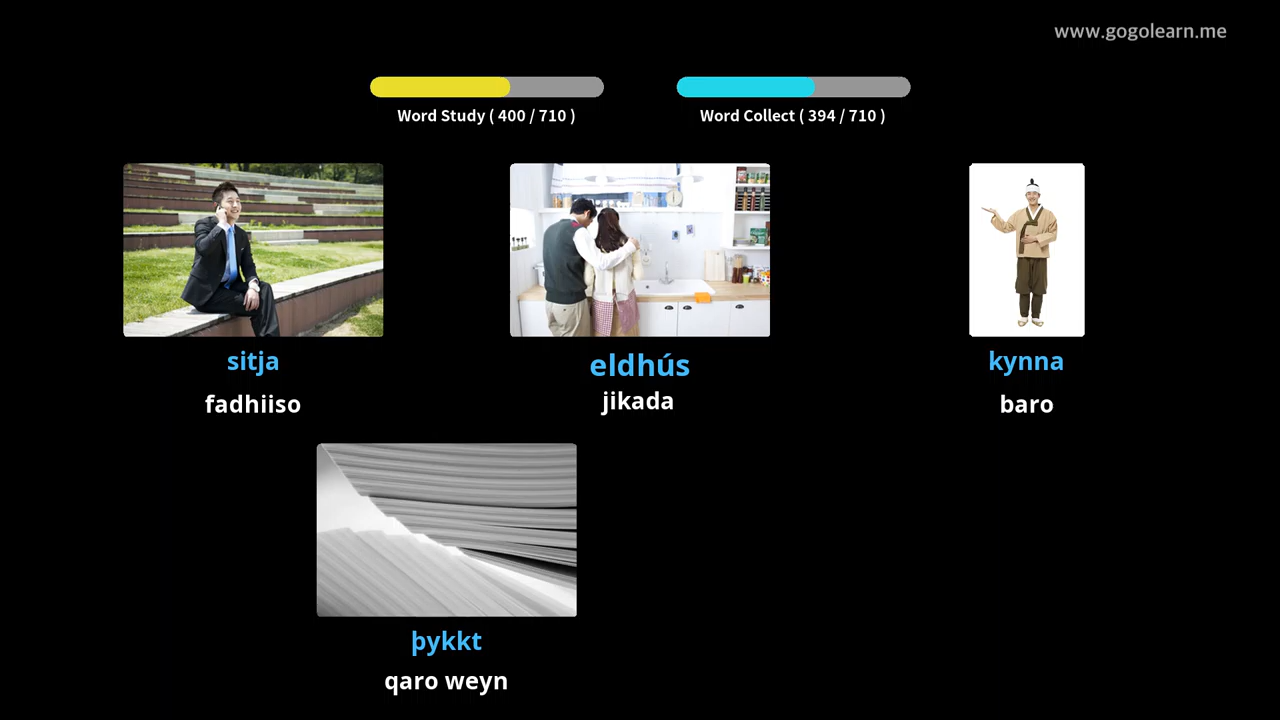 www.gogolearn.me
Word Study ( 400 / 710 )
Word Collect ( 394 / 710 )
sitja
fadhiiso
eldhús
jikada
kynna
baro
þykkt
qaro weyn